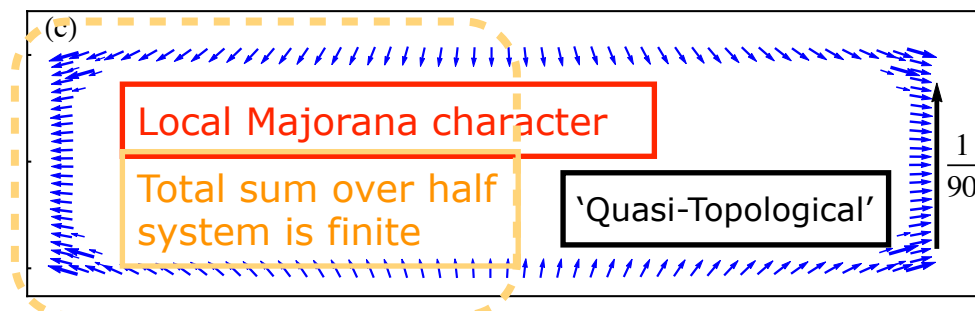 (c)
Local Majorana character
Total sum over half
system is finite
‘Quasi-Topological’
1
90